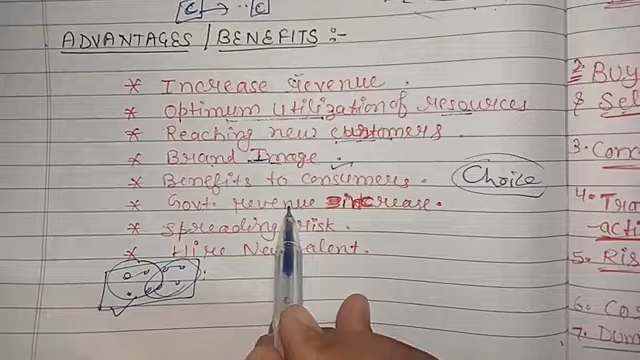 C → .. C
ADVANTAGES / BENEFITS :-
* Increase revenue .
* Optimum utilization of resources
* Reaching new customers .
* Brand Image
* Benefits to consumers .
Choice
* Govt. revenue increase.
* Spreading risk .
* Hire New talent .
2. Buy
& Sel
3. Con
4. Tra
- acti
5. Ris
6. Co
7. Dum